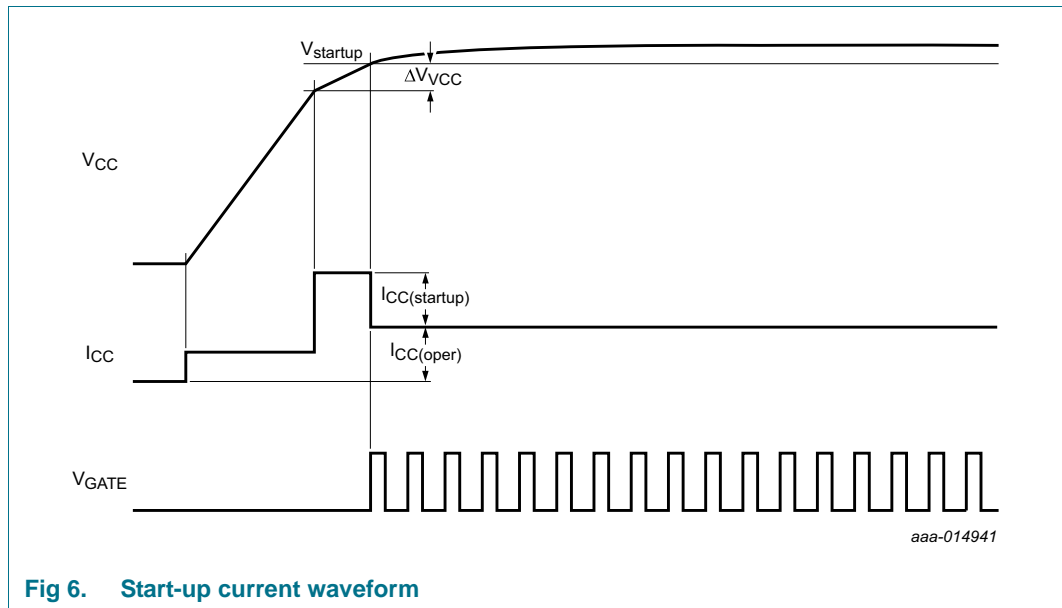 Vstartup
ΔVVCC
VCC
ICC(startup)
ICC
ICC(oper)
VGATE
aaa-014941
Fig 6. Start-up current waveform